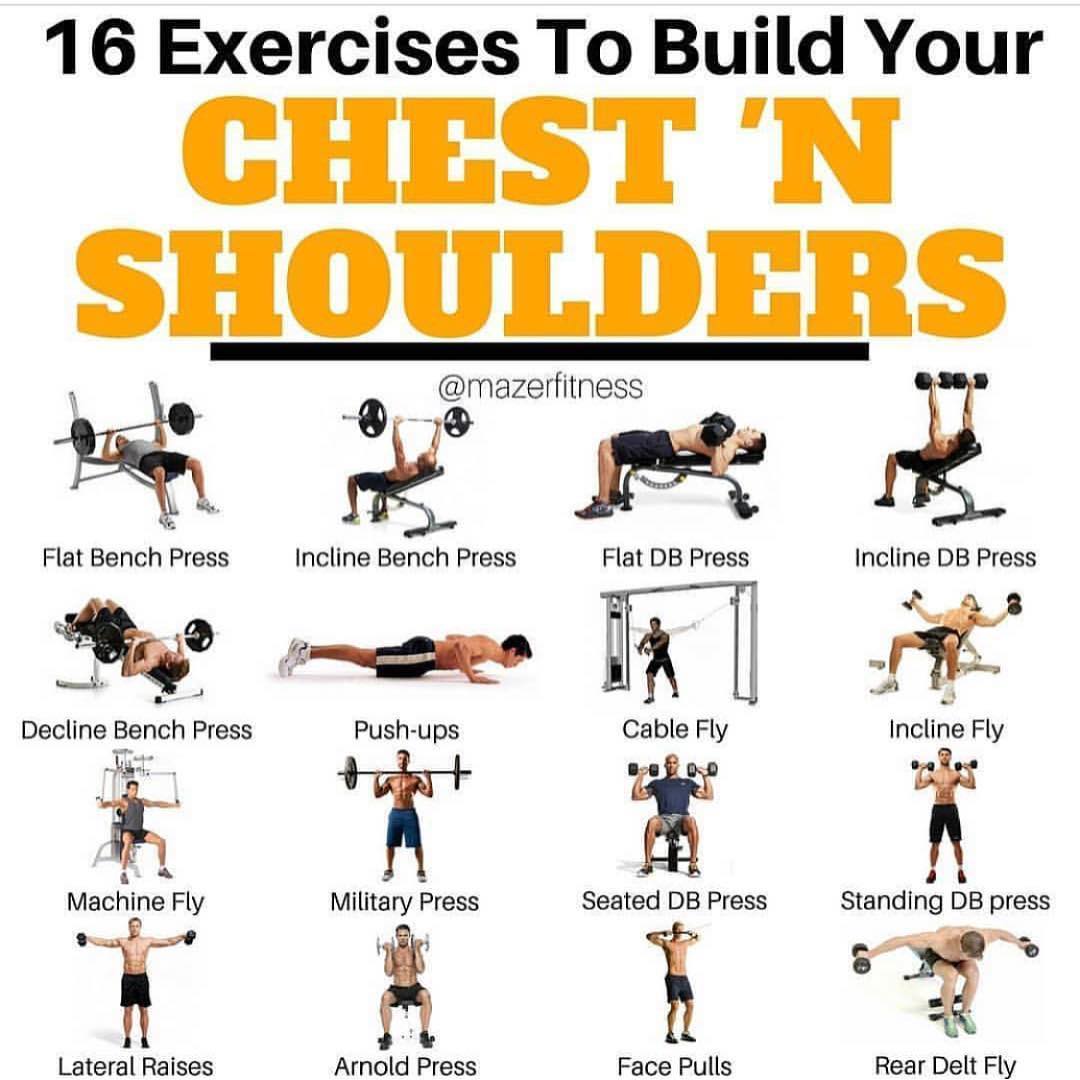 16 Exercises To Build Your
CHEST 'N
SHOULDERS
@mazerfitness
Flat Bench Press
Incline Bench Press
Flat DB Press
Incline DB Press
Decline Bench Press
Push-ups
Cable Fly
Incline Fly
Machine Fly
Military Press
Seated DB Press
Standing DB press
Lateral Raises
Arnold Press
Face Pulls
Rear Delt Fly